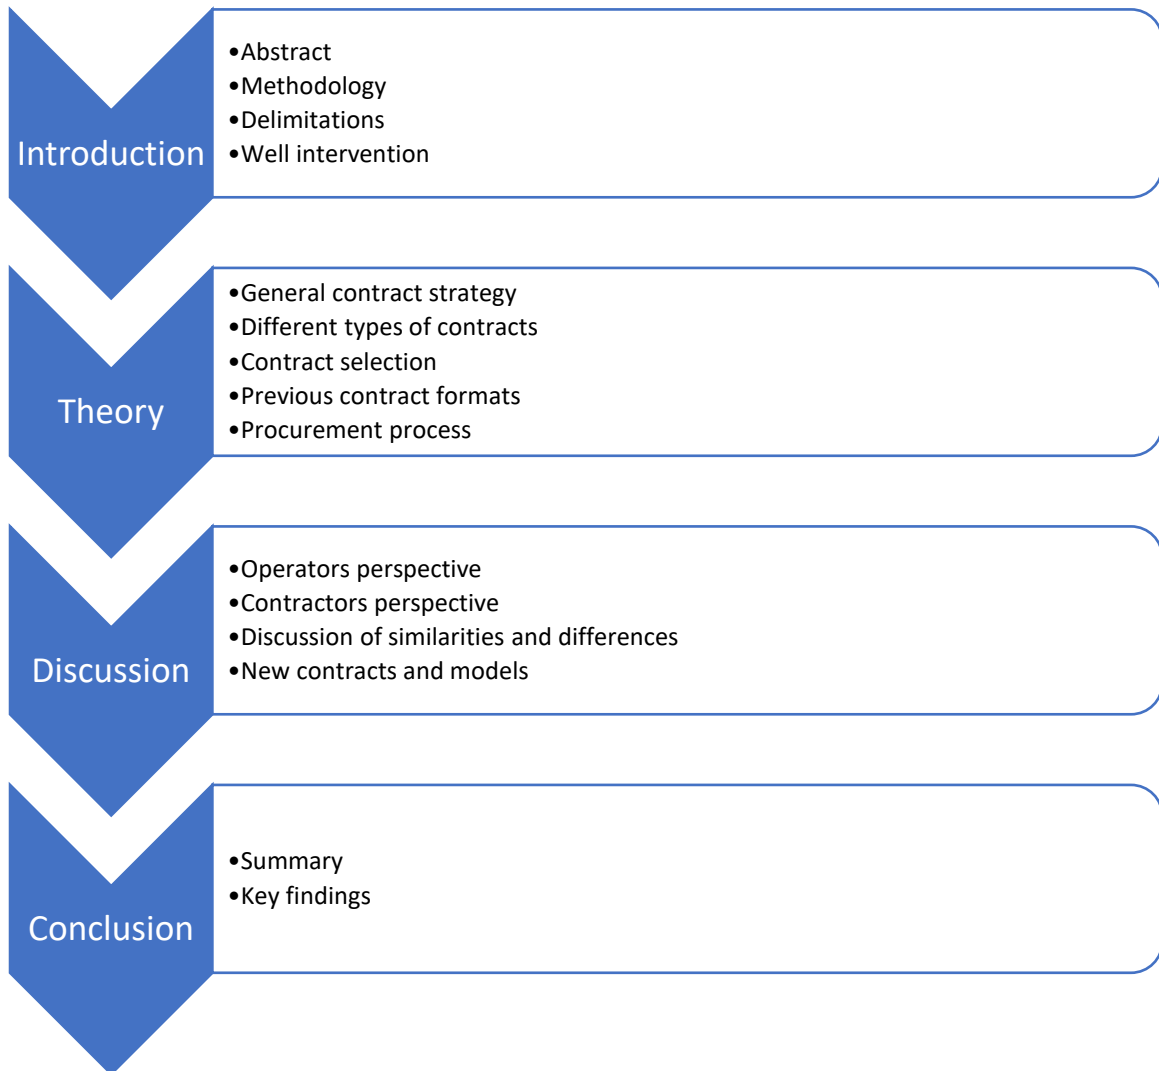 Introduction
•Abstract
•Methodology
•Delimitations
•Well intervention
Theory
•General contract strategy
•Different types of contracts
•Contract selection
•Previous contract formats
•Procurement process
Discussion
•Operators perspective
•Contractors perspective
•Discussion of similarities and differences
•New contracts and models
Conclusion
•Summary
•Key findings